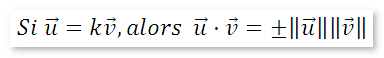 Si u⃗ = kv⃗, alors u⃗ · v⃗ = ±‖u⃗‖‖v⃗‖